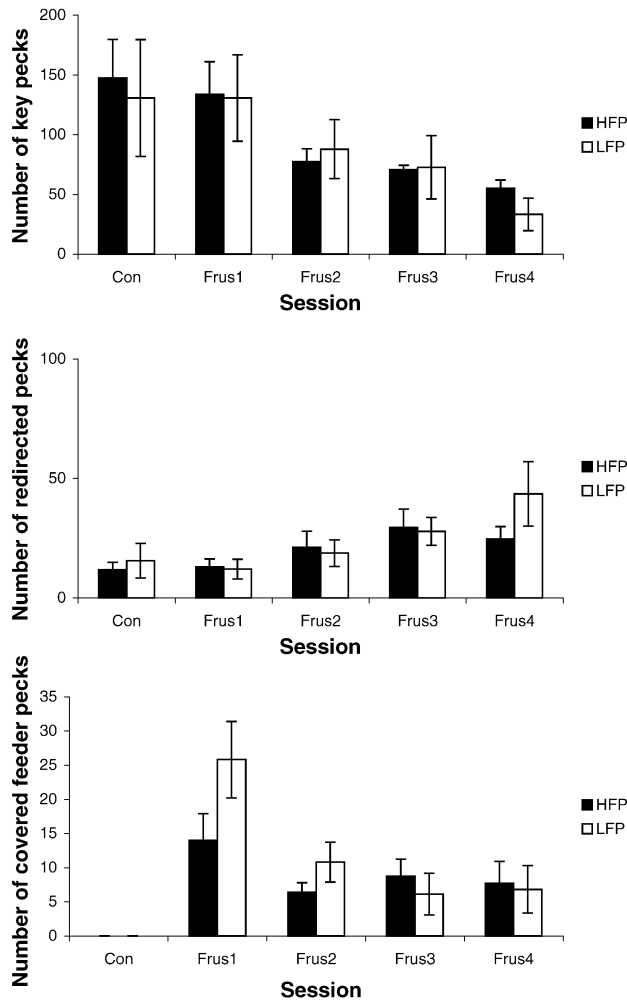 Number of key pecks
200
150
100
50
0
Con Frus1 Frus2 Frus3 Frus4
Session
HFP
LFP
Number of redirected pecks
100
50
0
Con Frus1 Frus2 Frus3 Frus4
Session
HFP
LFP
Number of covered feeder pecks
35
30
25
20
15
10
5
0
Con Frus1 Frus2 Frus3 Frus4
Session
HFP
LFP